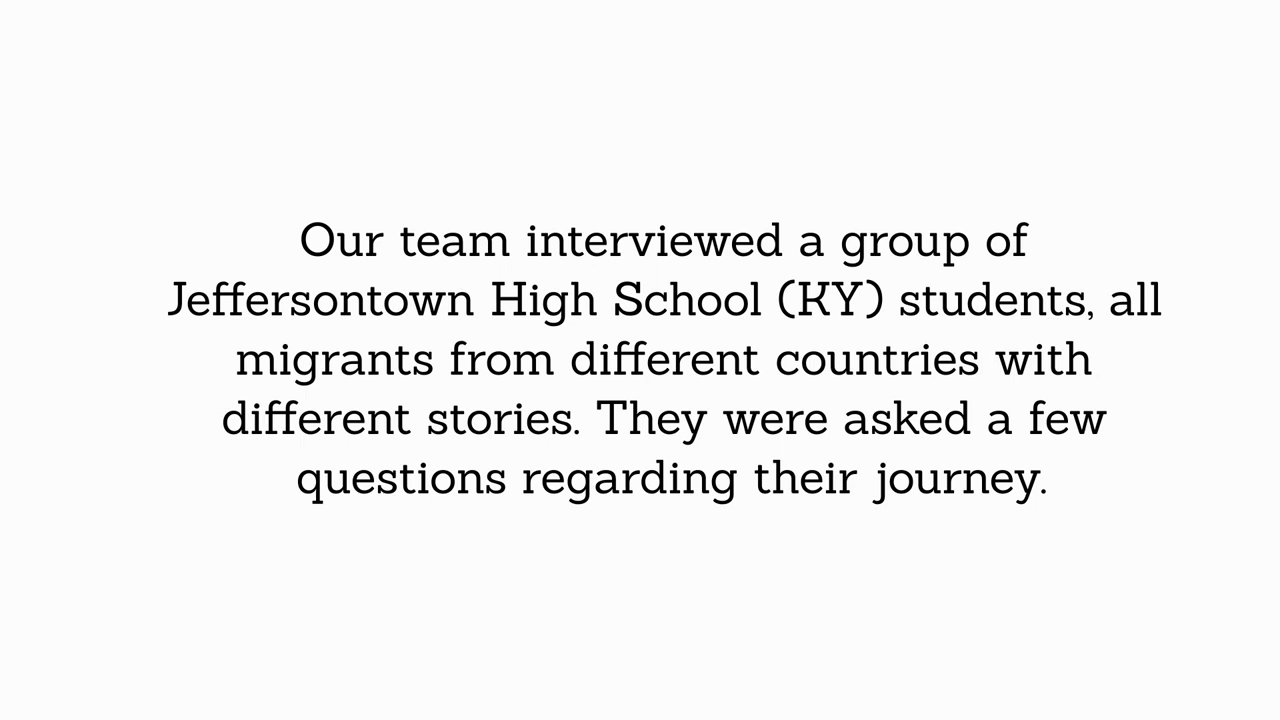 Our team interviewed a group of
Jeffersontown High School (KY) students, all
migrants from different countries with
different stories. They were asked a few
questions regarding their journey.